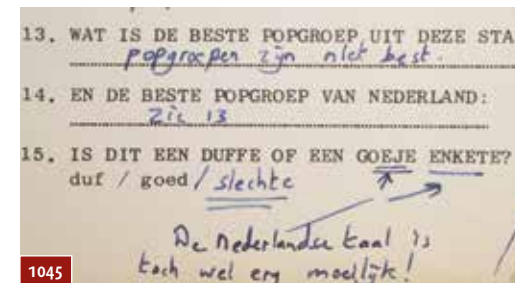 13. WAT IS DE BESTE POPGROEP UIT DEZE STA
popgroepen zijn niet best.
14. EN DE BESTE POPGROEP VAN NEDERLAND:
Zie 13
15. IS DIT EEN DUFFE OF EEN GOEJE ENKETE?
duf / goed / slechte
De Nederlandse taal is
toch wel erg moeilijk!
1045